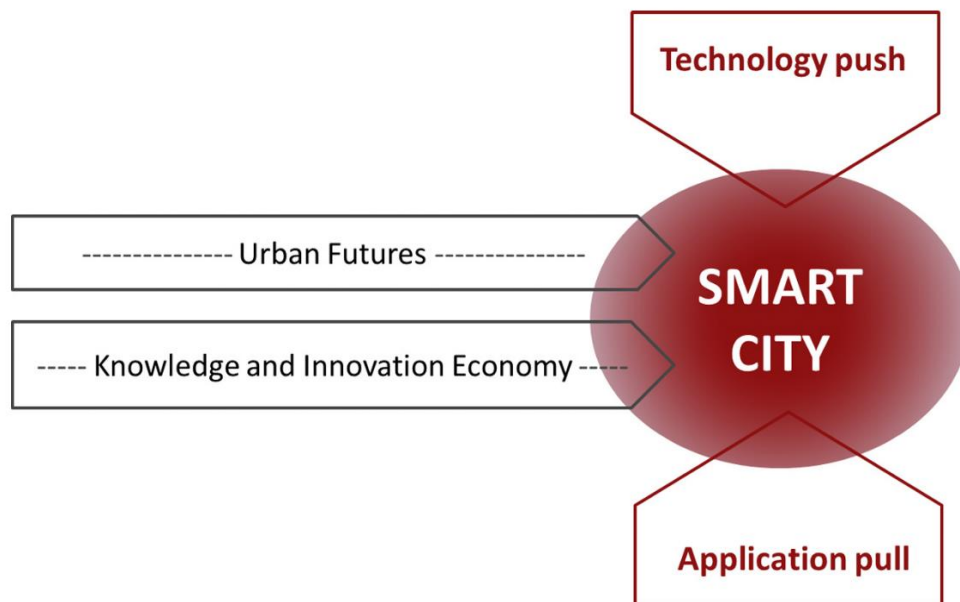 Technology push
--------------- Urban Futures ---------------
SMART
CITY
----- Knowledge and Innovation Economy -----
Application pull